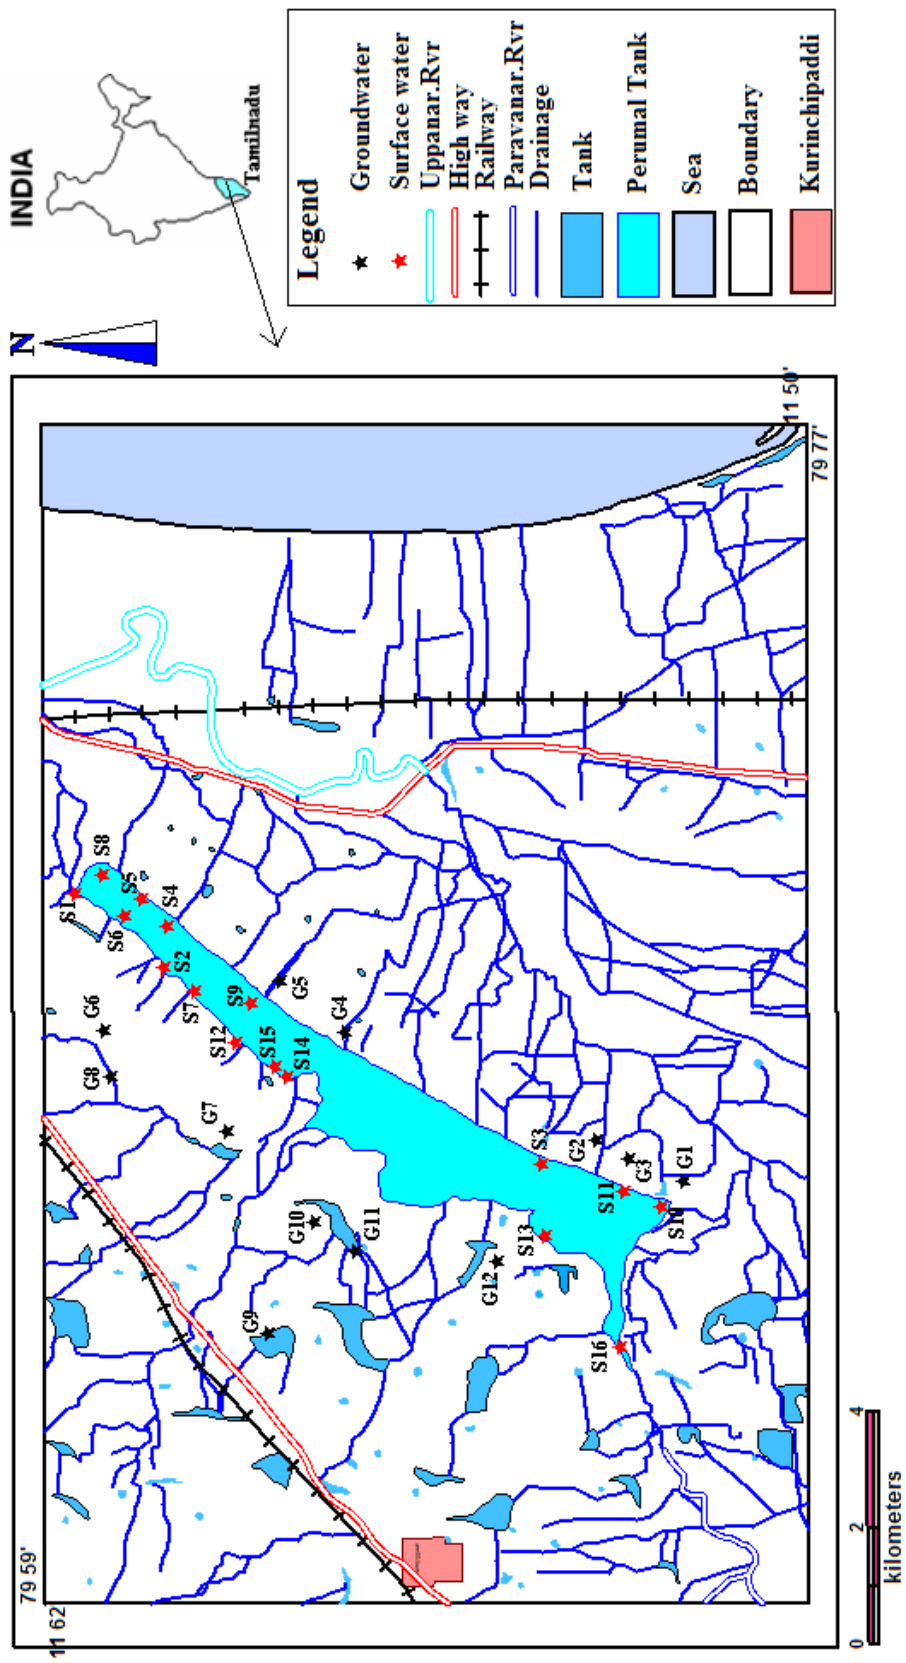 INDIA
Tamilnadu
N
Legend
Groundwater
Surface water
Uppanar.Rvr
High way
Railway
Paravanar.Rvr
Drainage
Tank
Perumal Tank
Sea
Boundary
Kurinchipaddi
79 59'
11 62
11 50'
79 77'
S1
S8
S5
S6
S4
S2
S7
S9
S12
S15
S14
G5
G4
G6
G8
G7
G10
G11
G9
G12
S13
S3
G2
G3
G1
S11
S10
S16
0 2 4
kilometers